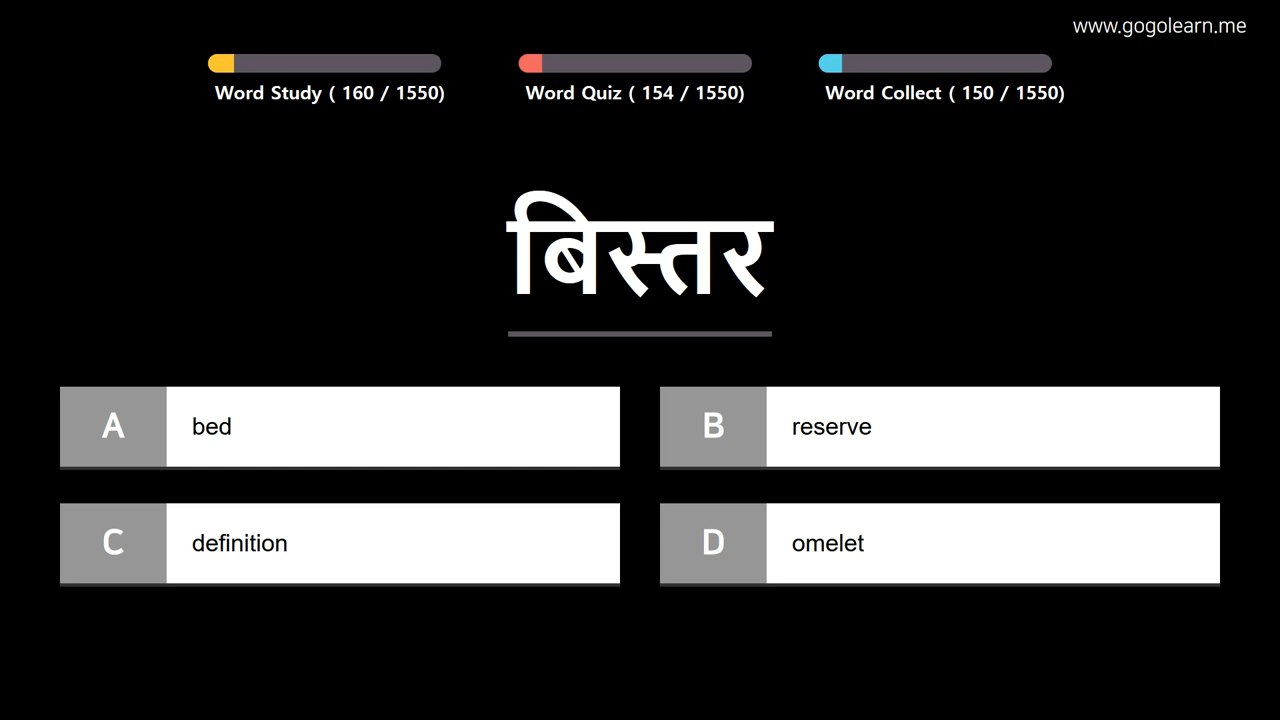 www.gogolearn.me
Word Study ( 160 / 1550)
Word Quiz ( 154 / 1550)
Word Collect ( 150 / 1550)
बिस्तर
A bed
B reserve
C definition
D omelet